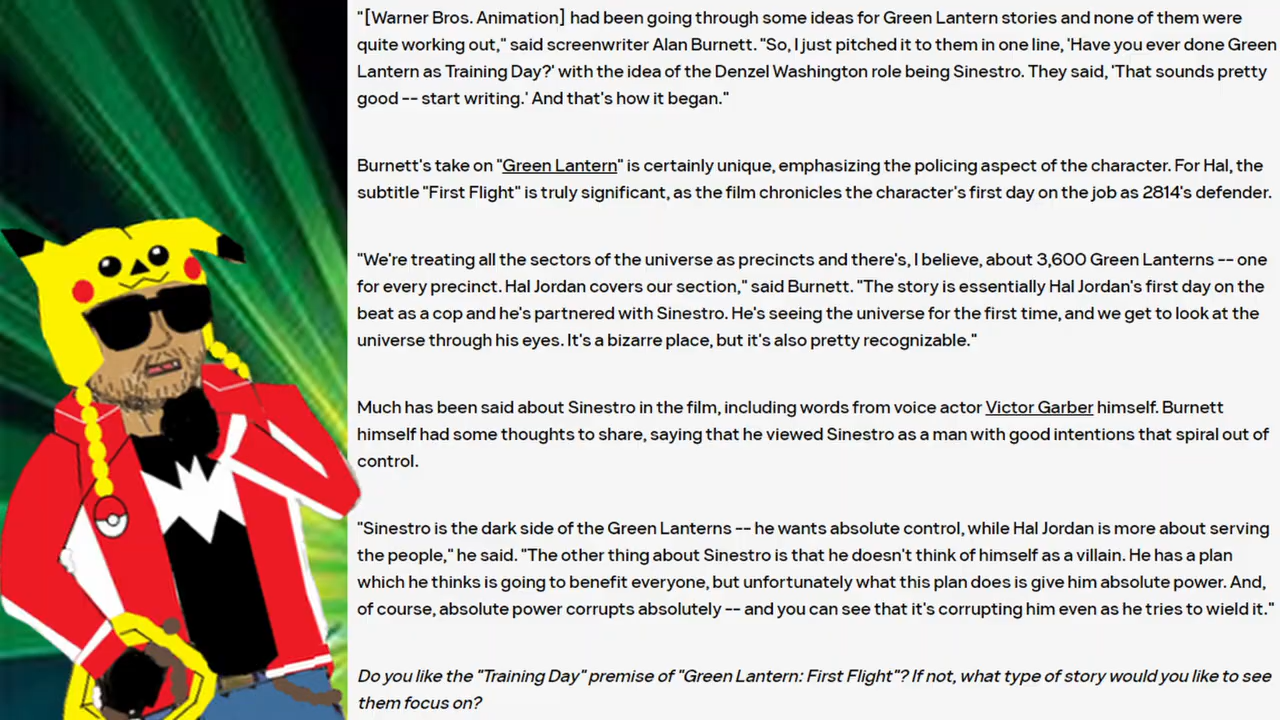 "[Warner Bros. Animation] had been going through some ideas for Green Lantern stories and none of them were
quite working out," said screenwriter Alan Burnett. "So, I just pitched it to them in one line, 'Have you ever done Green
Lantern as Training Day?' with the idea of the Denzel Washington role being Sinestro. They said, 'That sounds pretty
good -- start writing.' And that's how it began."
Burnett's take on "Green Lantern" is certainly unique, emphasizing the policing aspect of the character. For Hal, the
subtitle "First Flight" is truly significant, as the film chronicles the character's first day on the job as 2814's defender.
"We're treating all the sectors of the universe as precincts and there's, I believe, about 3,600 Green Lanterns -- one
for every precinct. Hal Jordan covers our section," said Burnett. "The story is essentially Hal Jordan's first day on the
beat as a cop and he's partnered with Sinestro. He's seeing the universe for the first time, and we get to look at the
universe through his eyes. It's a bizarre place, but it's also pretty recognizable."
Much has been said about Sinestro in the film, including words from voice actor Victor Garber himself. Burnett
himself had some thoughts to share, saying that he viewed Sinestro as a man with good intentions that spiral out of
control.
"Sinestro is the dark side of the Green Lanterns -- he wants absolute control, while Hal Jordan is more about serving
the people," he said. "The other thing about Sinestro is that he doesn't think of himself as a villain. He has a plan
which he thinks is going to benefit everyone, but unfortunately what this plan does is give him absolute power. And,
of course, absolute power corrupts absolutely -- and you can see that it's corrupting him even as he tries to wield it."
Do you like the "Training Day" premise of "Green Lantern: First Flight"? If not, what type of story would you like to see
them focus on?